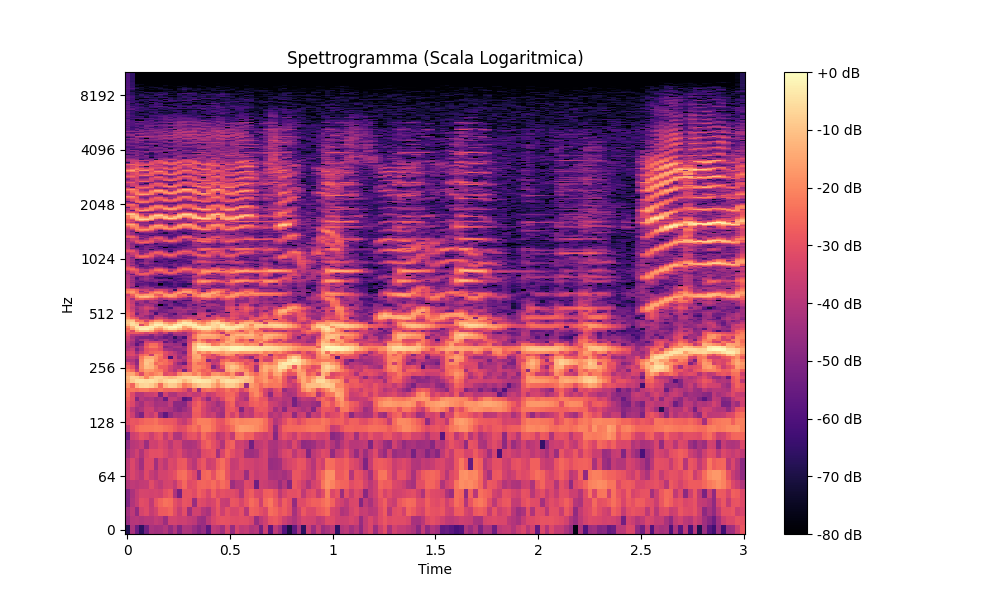 Spettrogramma (Scala Logaritmica)
Hz
8192
4096
2048
1024
512
256
128
64
0
0
0.5
1
1.5
2
2.5
3
Time
+0 dB
-10 dB
-20 dB
-30 dB
-40 dB
-50 dB
-60 dB
-70 dB
-80 dB